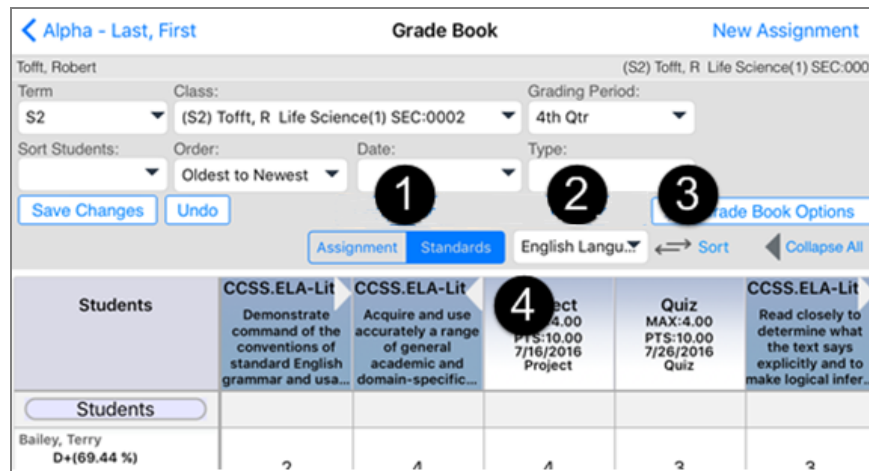 Alpha - Last, First
Grade Book
New Assignment
Tofft, Robert
(S2) Tofft, R Life Science(1) SEC:000
Term
Class:
Grading Period:
S2
(S2) Tofft, R Life Science(1) SEC:0002
4th Qtr
Sort Students:
Order:
Date:
Type:
Oldest to Newest
1
2
3
Save Changes
Undo
Book Options
Assignment
Standards
English Langu...
Sort
Collapse All
Students
CCSS.ELA-Lit
Demonstrate
command of the
conventions of
standard English
grammar and usa...
CCSS.ELA-Lit
Acquire and use
accurately a range
of general
academic and
domain-specific...
4
4.00
PTS:10.00
7/16/2016
Project
Quiz
MAX:4.00
PTS:10.00
7/26/2016
Quiz
CCSS.ELA-Lit
Read closely to
determine what
the text says
explicitly and to
make logical infer..
Students
Bailey, Terry
D+(69.44 %)
2
4
4
3
3